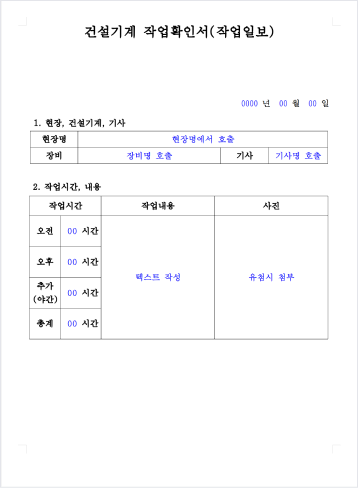 건설기계 작업확인서(작업일보)
0000 년 00 월 00 일
1. 현장, 건설기계, 기사
현장명 현장명에서 호출
장비 장비명 호출 기사 기사명 호출
2. 작업시간, 내용
작업시간 작업내용 사진
오전 00 시간
오후 00 시간
텍스트 작성 유첨시 첨부
추가
(야간) 00 시간
총계 00 시간